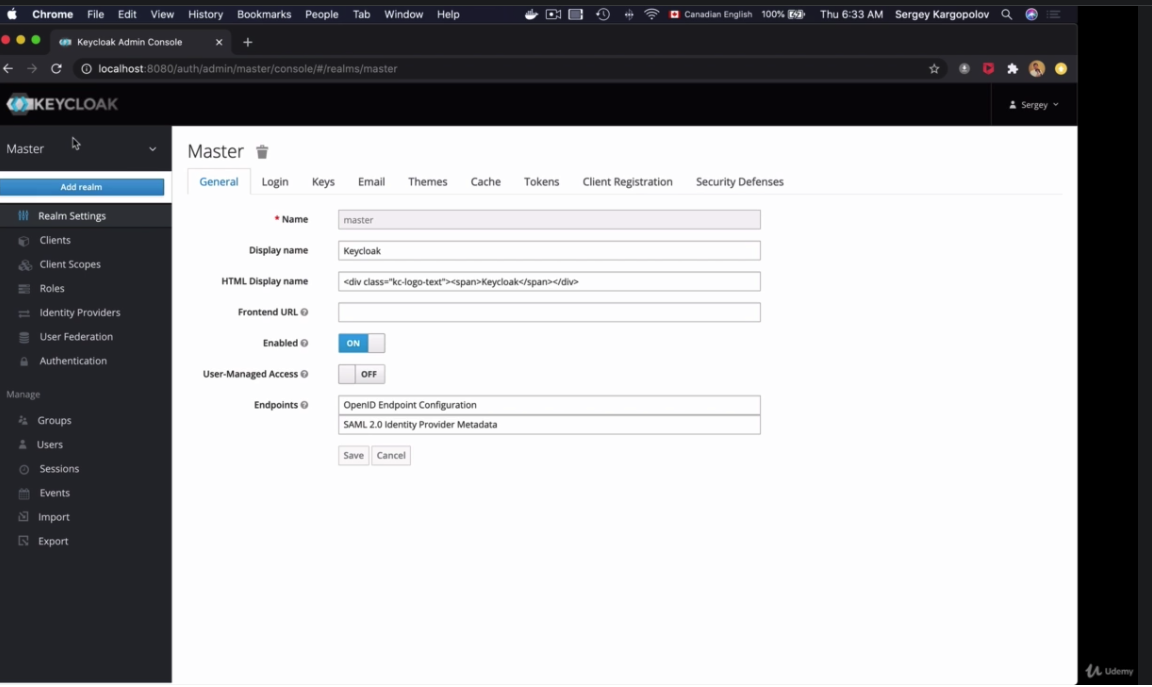 Chrome File Edit View History Bookmarks People Tab Window Help Canadian English 100% Thu 6:33 AM Sergey Kargopolov
Keycloak Admin Console
localhost:8080/auth/admin/master/console/#/realms/master
KEYCLOAK
Sergey
Master
Add realm
Realm Settings
Clients
Client Scopes
Roles
Identity Providers
User Federation
Authentication
Manage
Groups
Users
Sessions
Events
Import
Export
Master
General Login Keys Email Themes Cache Tokens Client Registration Security Defenses
* Name master
Display name Keycloak
HTML Display name <div class="kc-logo-text"><span>Keycloak</span></div>
Frontend URL
Enabled ON
User-Managed Access OFF
Endpoints OpenID Endpoint Configuration
SAML 2.0 Identity Provider Metadata
Save Cancel
Udemy